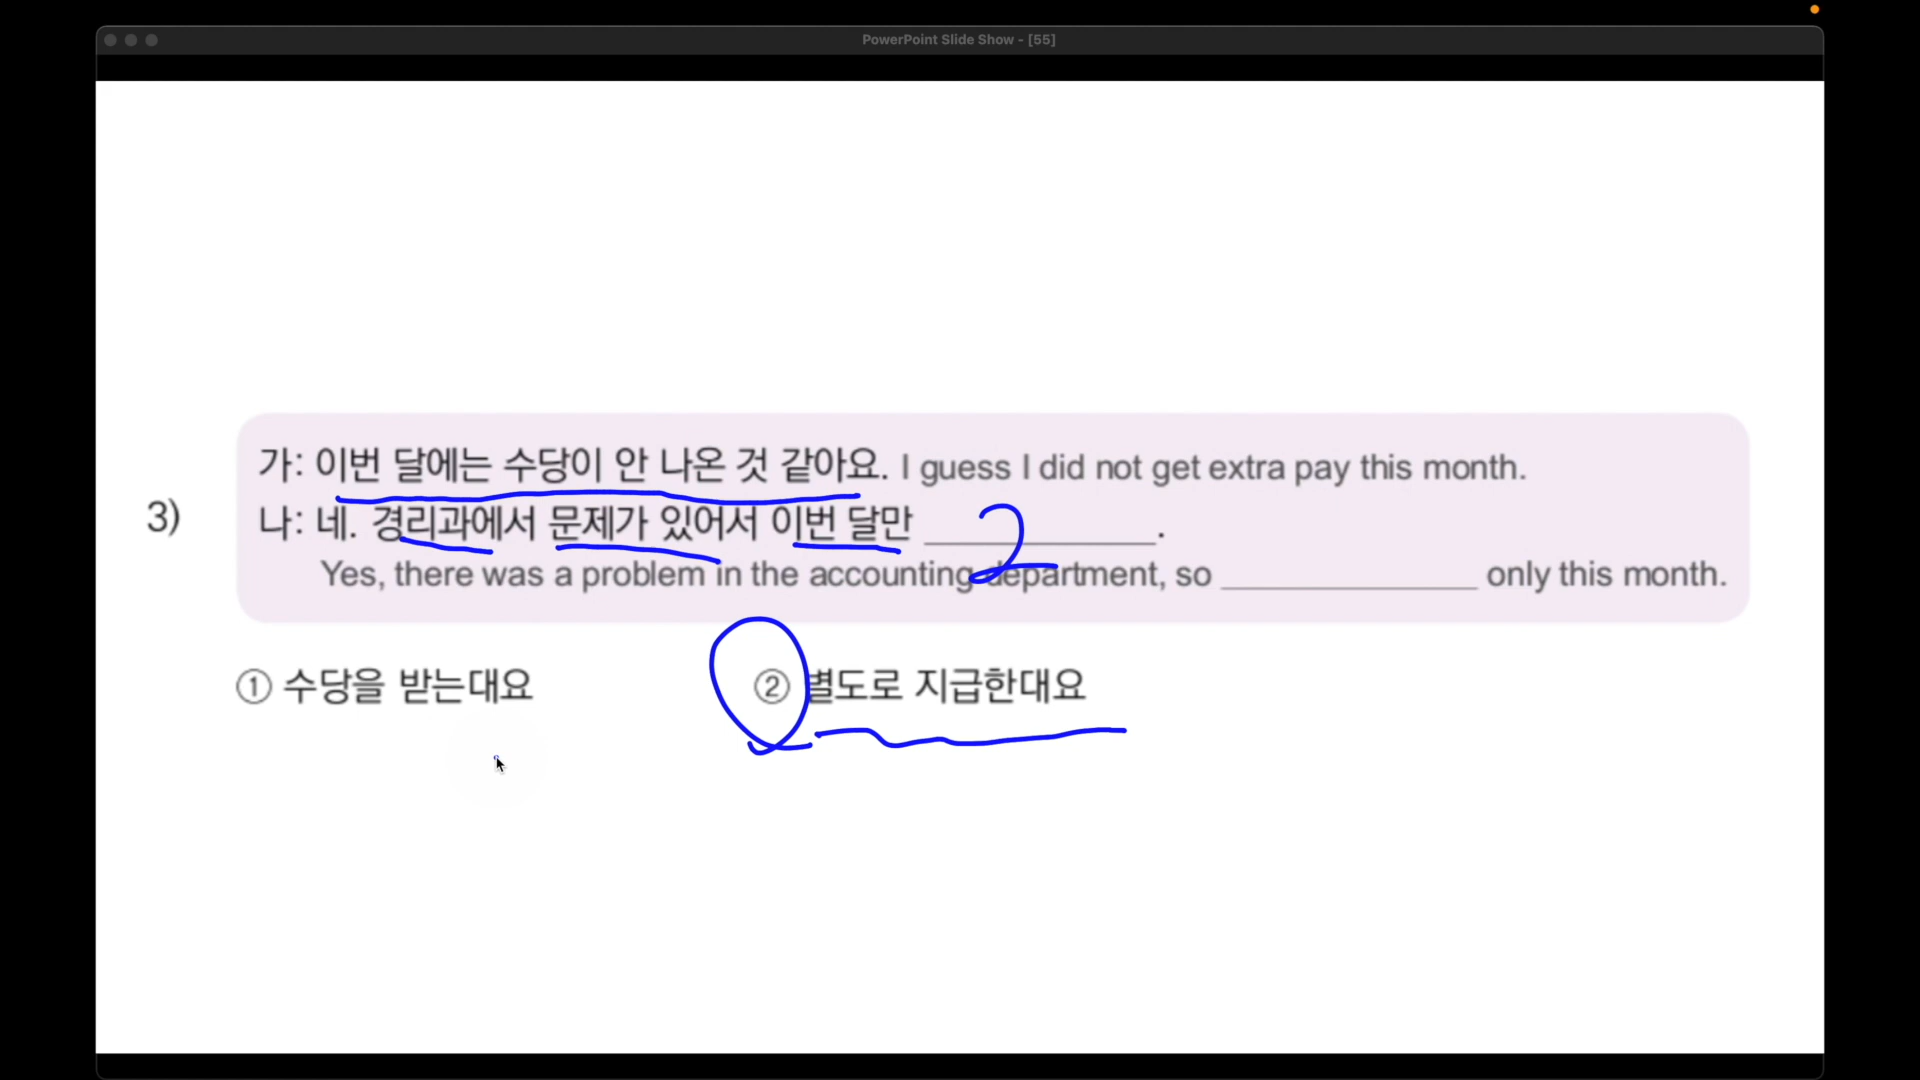 PowerPoint Slide Show - [55]
가: 이번 달에는 수당이 안 나온 것 같아요. I guess I did not get extra pay this month.
3)
나: 네. 경리과에서 문제가 있어서 이번 달만 ____________.
2
Yes, there was a problem in the accounting department, so ____________ only this month.
① 수당을 받는대요 ② 별도로 지급한대요